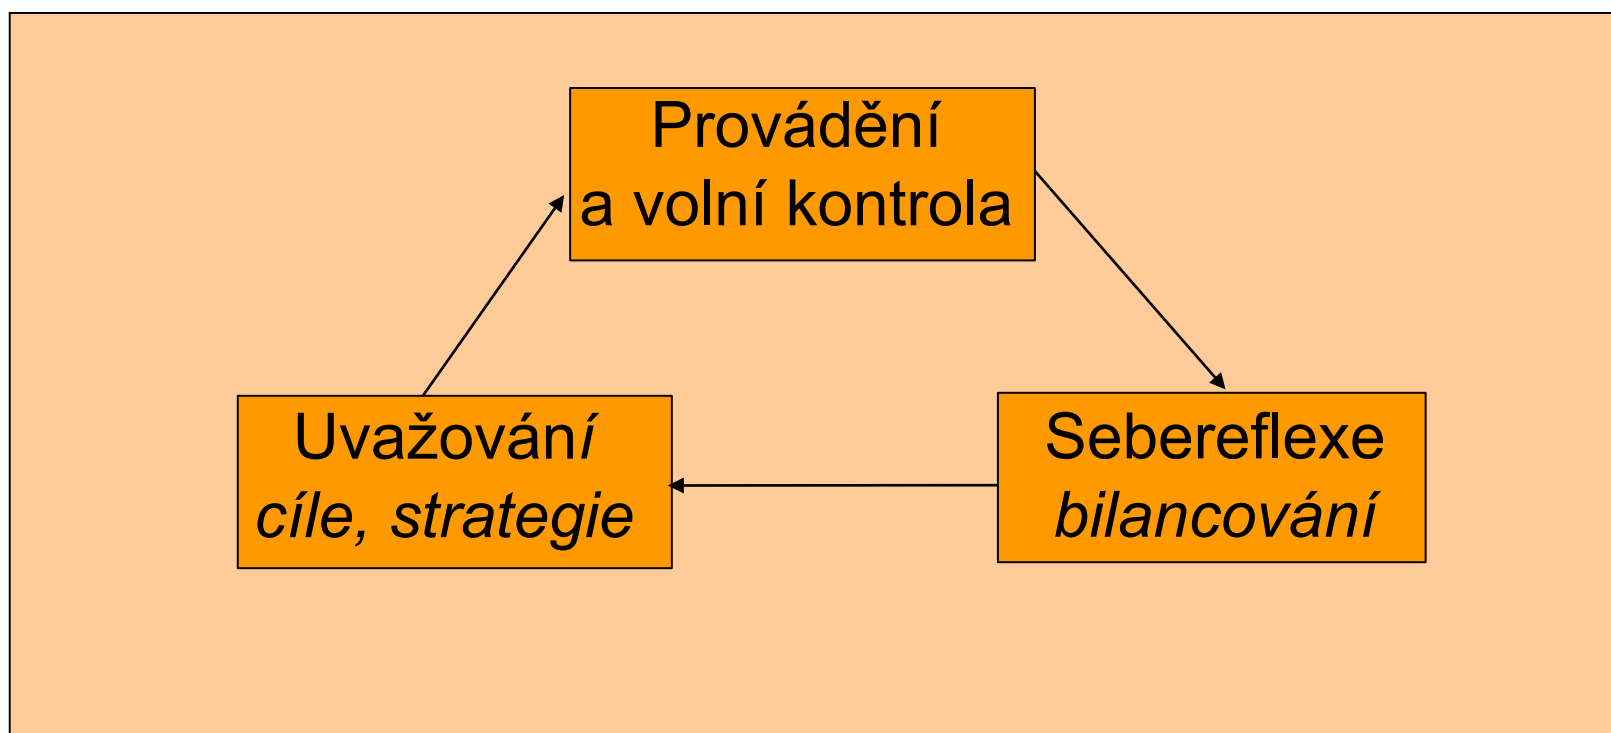 Provádění
a volní kontrola
Uvažování
cíle, strategie
Sebereflexe
bilancování